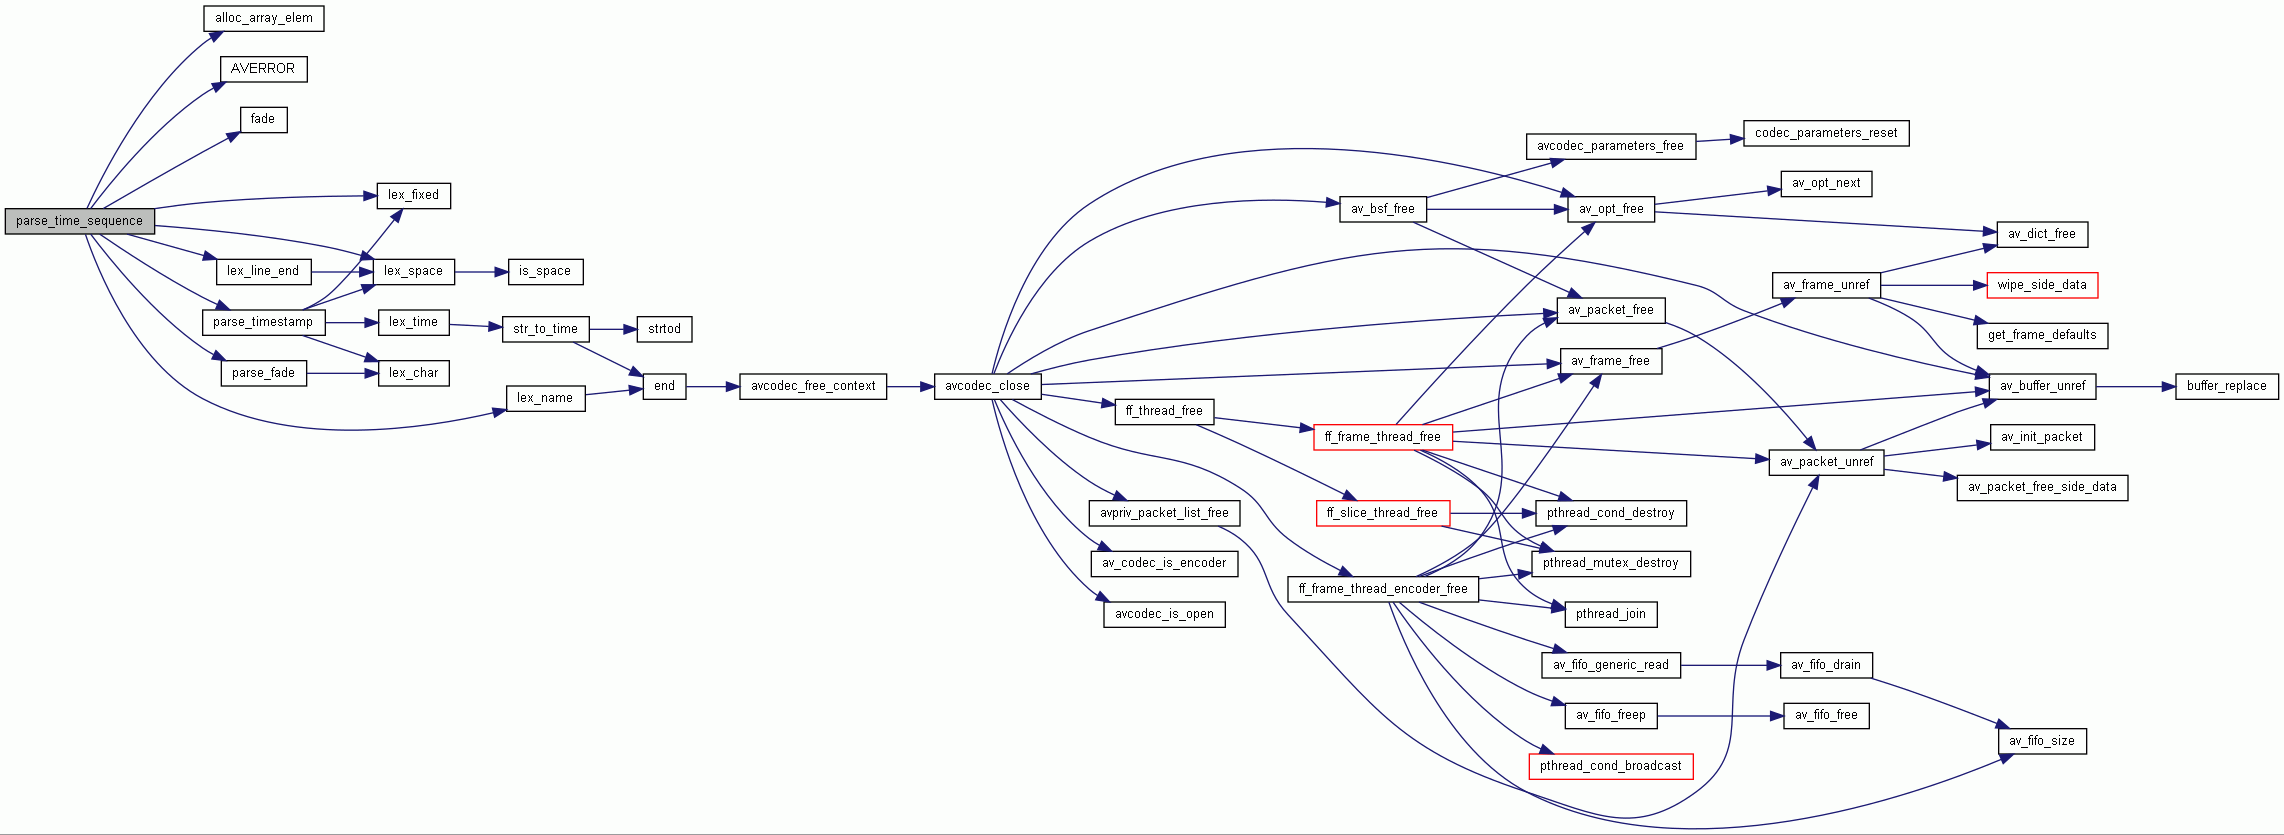 alloc_array_elem
AVERROR
fade
parse_time_sequence
lex_fixed
lex_line_end
lex_space
is_space
parse_timestamp
lex_time
str_to_time
strtod
parse_fade
lex_char
lex_name
end
avcodec_free_context
avcodec_close
ff_thread_free
avpriv_packet_list_free
av_codec_is_encoder
avcodec_is_open
av_bsf_free
ff_frame_thread_free
ff_slice_thread_free
ff_frame_thread_encoder_free
avcodec_parameters_free
av_opt_free
av_packet_free
av_frame_free
pthread_cond_destroy
pthread_mutex_destroy
pthread_join
av_fifo_generic_read
av_fifo_freep
pthread_cond_broadcast
codec_parameters_reset
av_opt_next
av_frame_unref
av_packet_unref
av_fifo_drain
av_fifo_free
av_dict_free
wipe_side_data
get_frame_defaults
av_buffer_unref
av_init_packet
av_packet_free_side_data
av_fifo_size
buffer_replace